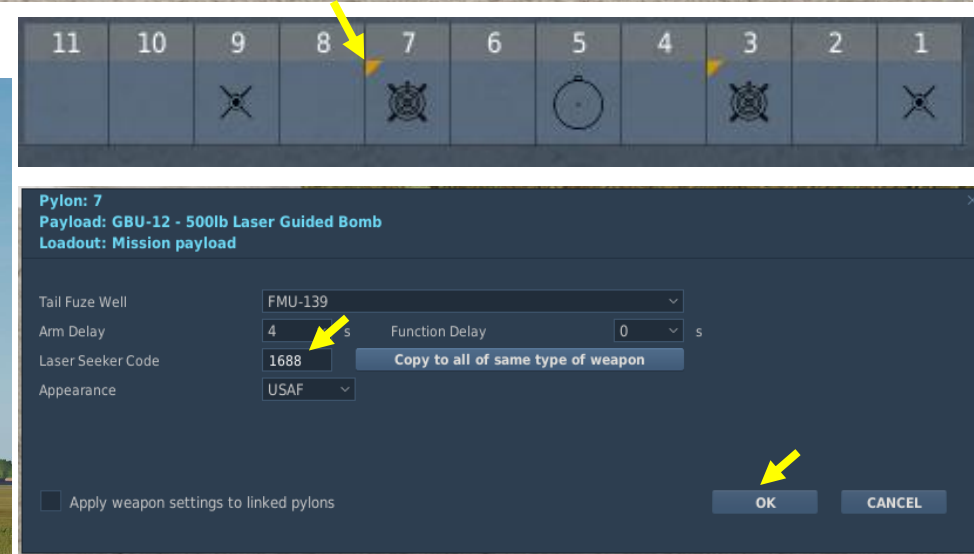 11 10 9 8 7 6 5 4 3 2 1
Pylon: 7
Payload: GBU-12 - 500lb Laser Guided Bomb
Loadout: Mission payload
Tail Fuze Well FMU-139
Arm Delay 4 s Function Delay 0 s
Laser Seeker Code 1688 Copy to all of same type of weapon
Appearance USAF
Apply weapon settings to linked pylons OK CANCEL